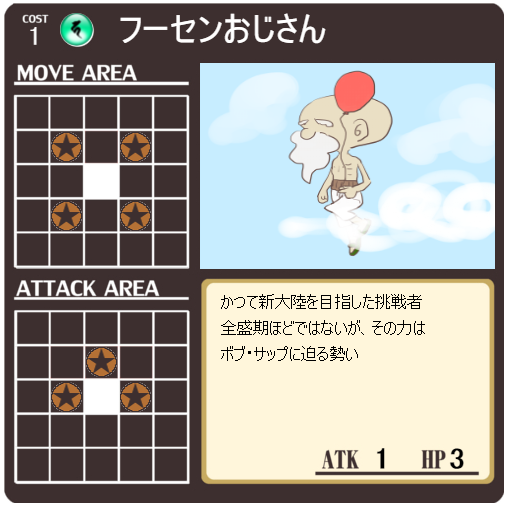 COST
1
フーセンおじさん
MOVE AREA
ATTACK AREA
かつて新大陸を目指した挑戦者
全盛期ほどではないが、その力は
ボブ・サップに迫る勢い
ATK 1 HP 3